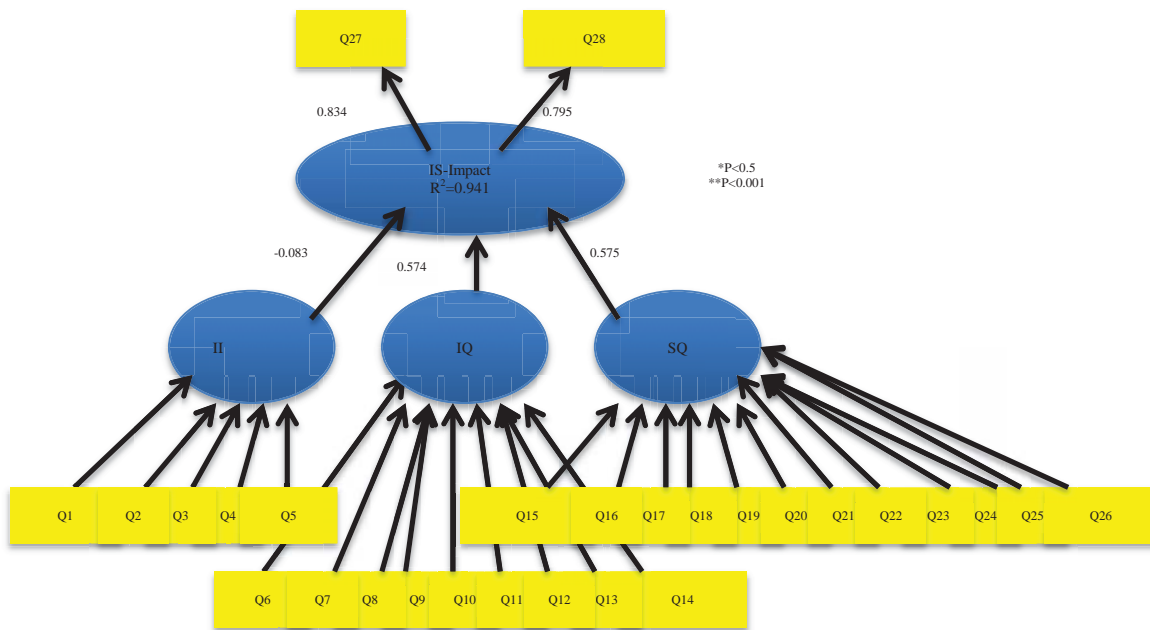 Q27
Q28
0.834
0.795
IS-Impact
R²=0.941
*P<0.5
**P<0.001
-0.083
0.574
0.575
II
IQ
SQ
Q1
Q2
Q3
Q4
Q5
Q15
Q16
Q17
Q18
Q19
Q20
Q21
Q22
Q23
Q24
Q25
Q26
Q6
Q7
Q8
Q9
Q10
Q11
Q12
Q13
Q14